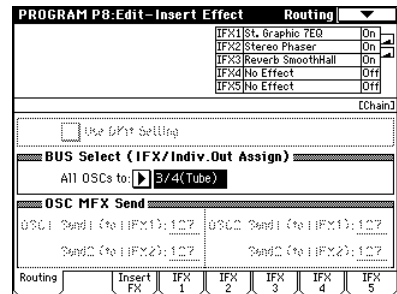 PROGRAM P8:Edit-Insert Effect Routing
IFX1 St. Graphic 7EQ On
IFX2 Stereo Phaser On
IFX3 Reverb SmoothHall On
IFX4 No Effect Off
IFX5 No Effect Off
[Chain]
Use DKit Setting
BUS Select (IFX/Indiv.Out Assign)
All OSCs to: 3/4(Tube)
OSC MFX Send
OSC1 Send1 (to MFX1): 127 OSC2 Send1 (to MFX1): 127
Send2 (to MFX2): 127 Send2 (to MFX2): 127
Routing Insert FX IFX 1 IFX 2 IFX 3 IFX 4 IFX 5